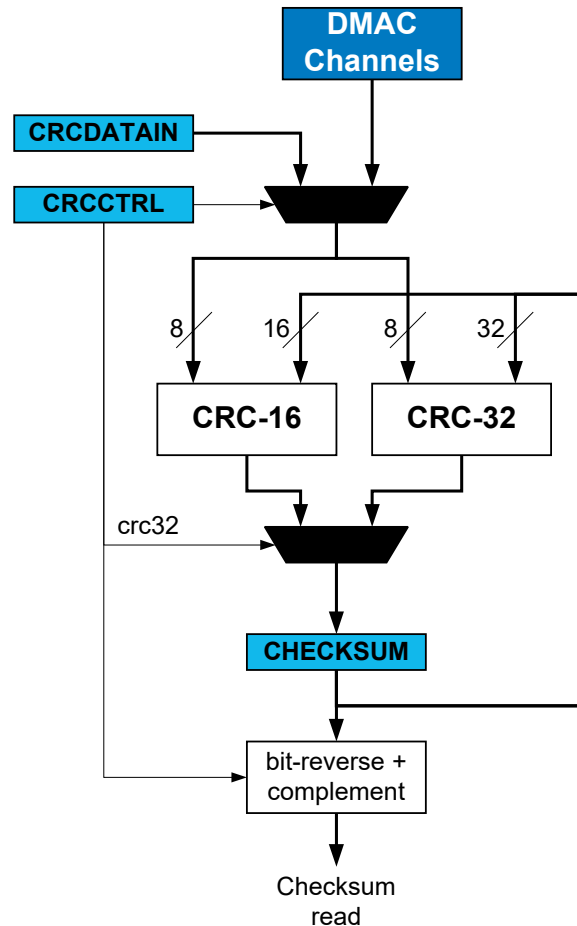 DMAC
Channels
CRCDATAIN
CRCCTRL
8
16
8
32
CRC-16
CRC-32
crc32
CHECKSUM
bit-reverse +
complement
Checksum
read